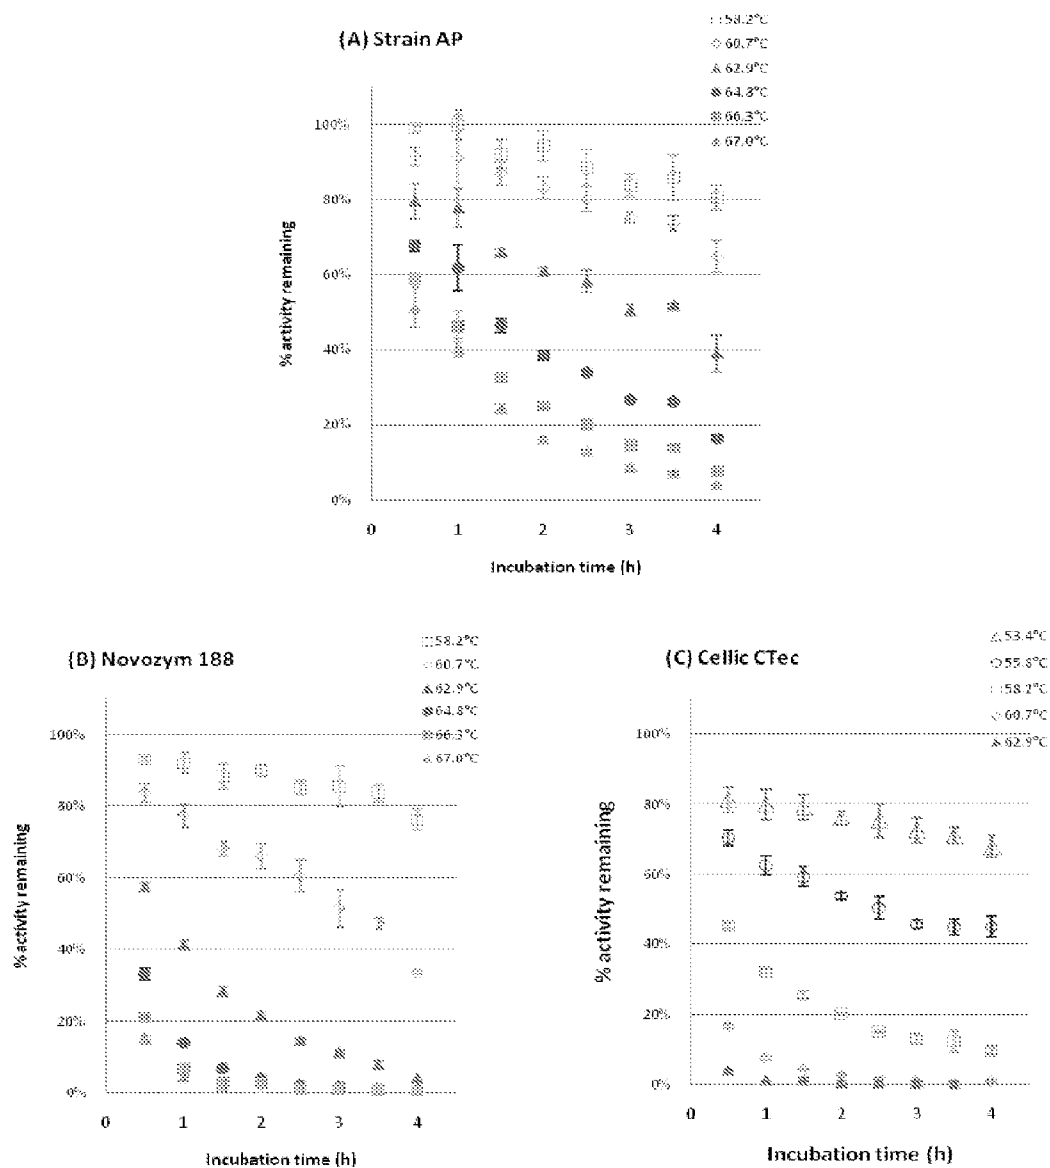 58.2°C
(A) Strain AP
60.7°C
62.9°C
64.8°C
66.3°C
67.0°C
100%
80%
60%
40%
20%
0%
% activity remaining
0 1 2 3 4
Incubation time (h)
(B) Novozym 188
58.2°C
60.7°C
62.9°C
64.8°C
66.3°C
67.0°C
100%
80%
60%
40%
20%
0%
% activity remaining
0 1 2 3 4
Incubation time (h)
(C) Cellic CTec
53.4°C
55.8°C
58.2°C
60.7°C
62.9°C
100%
80%
60%
40%
20%
0%
% activity remaining
0 1 2 3 4
Incubation time (h)